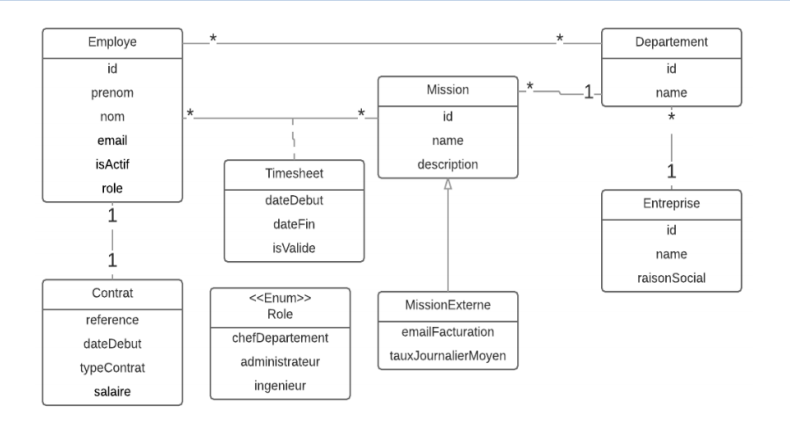 Employe
id
prenom
nom
email
isActif
role
*
*
Departement
id
name
*
*
Mission
id
name
description
*
1
*
1
Timesheet
dateDebut
dateFin
isValide
Entreprise
id
name
raisonSocial
1
1
Contrat
reference
dateDebut
typeContrat
salaire
<<Enum>>
Role
chefDepartement
administrateur
ingenieur
MissionExterne
emailFacturation
tauxJournalierMoyen